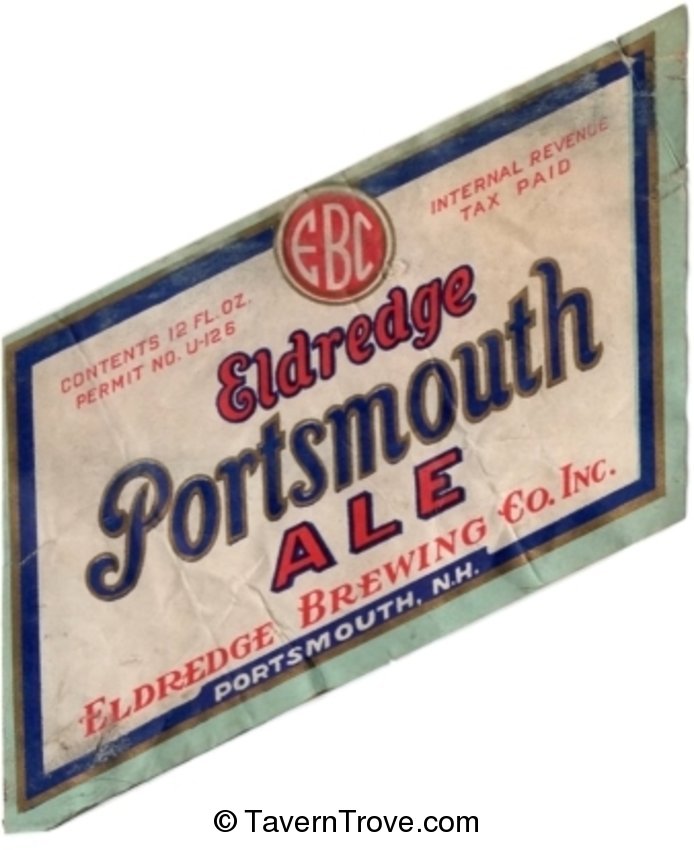 EBC
CONTENTS 12 FL. OZ.
PERMIT NO. U-126
INTERNAL REVENUE
TAX PAID
Eldredge
Portsmouth
ALE
ELDREDGE BREWING CO. INC.
PORTSMOUTH, N.H.
© TavernTrove.com